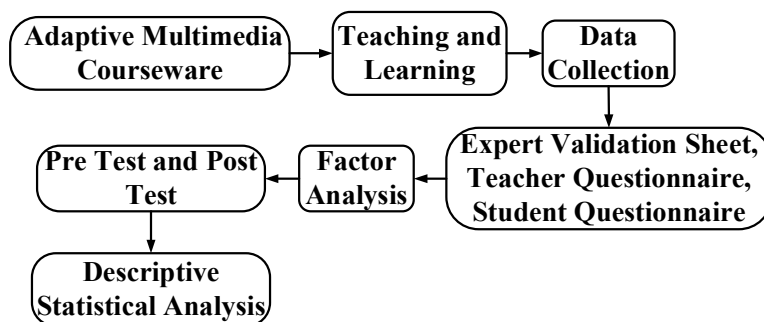 Adaptive Multimedia
Courseware
Teaching and
Learning
Data
Collection
Expert Validation Sheet,
Teacher Questionnaire,
Student Questionnaire
Factor
Analysis
Pre Test and Post
Test
Descriptive
Statistical Analysis